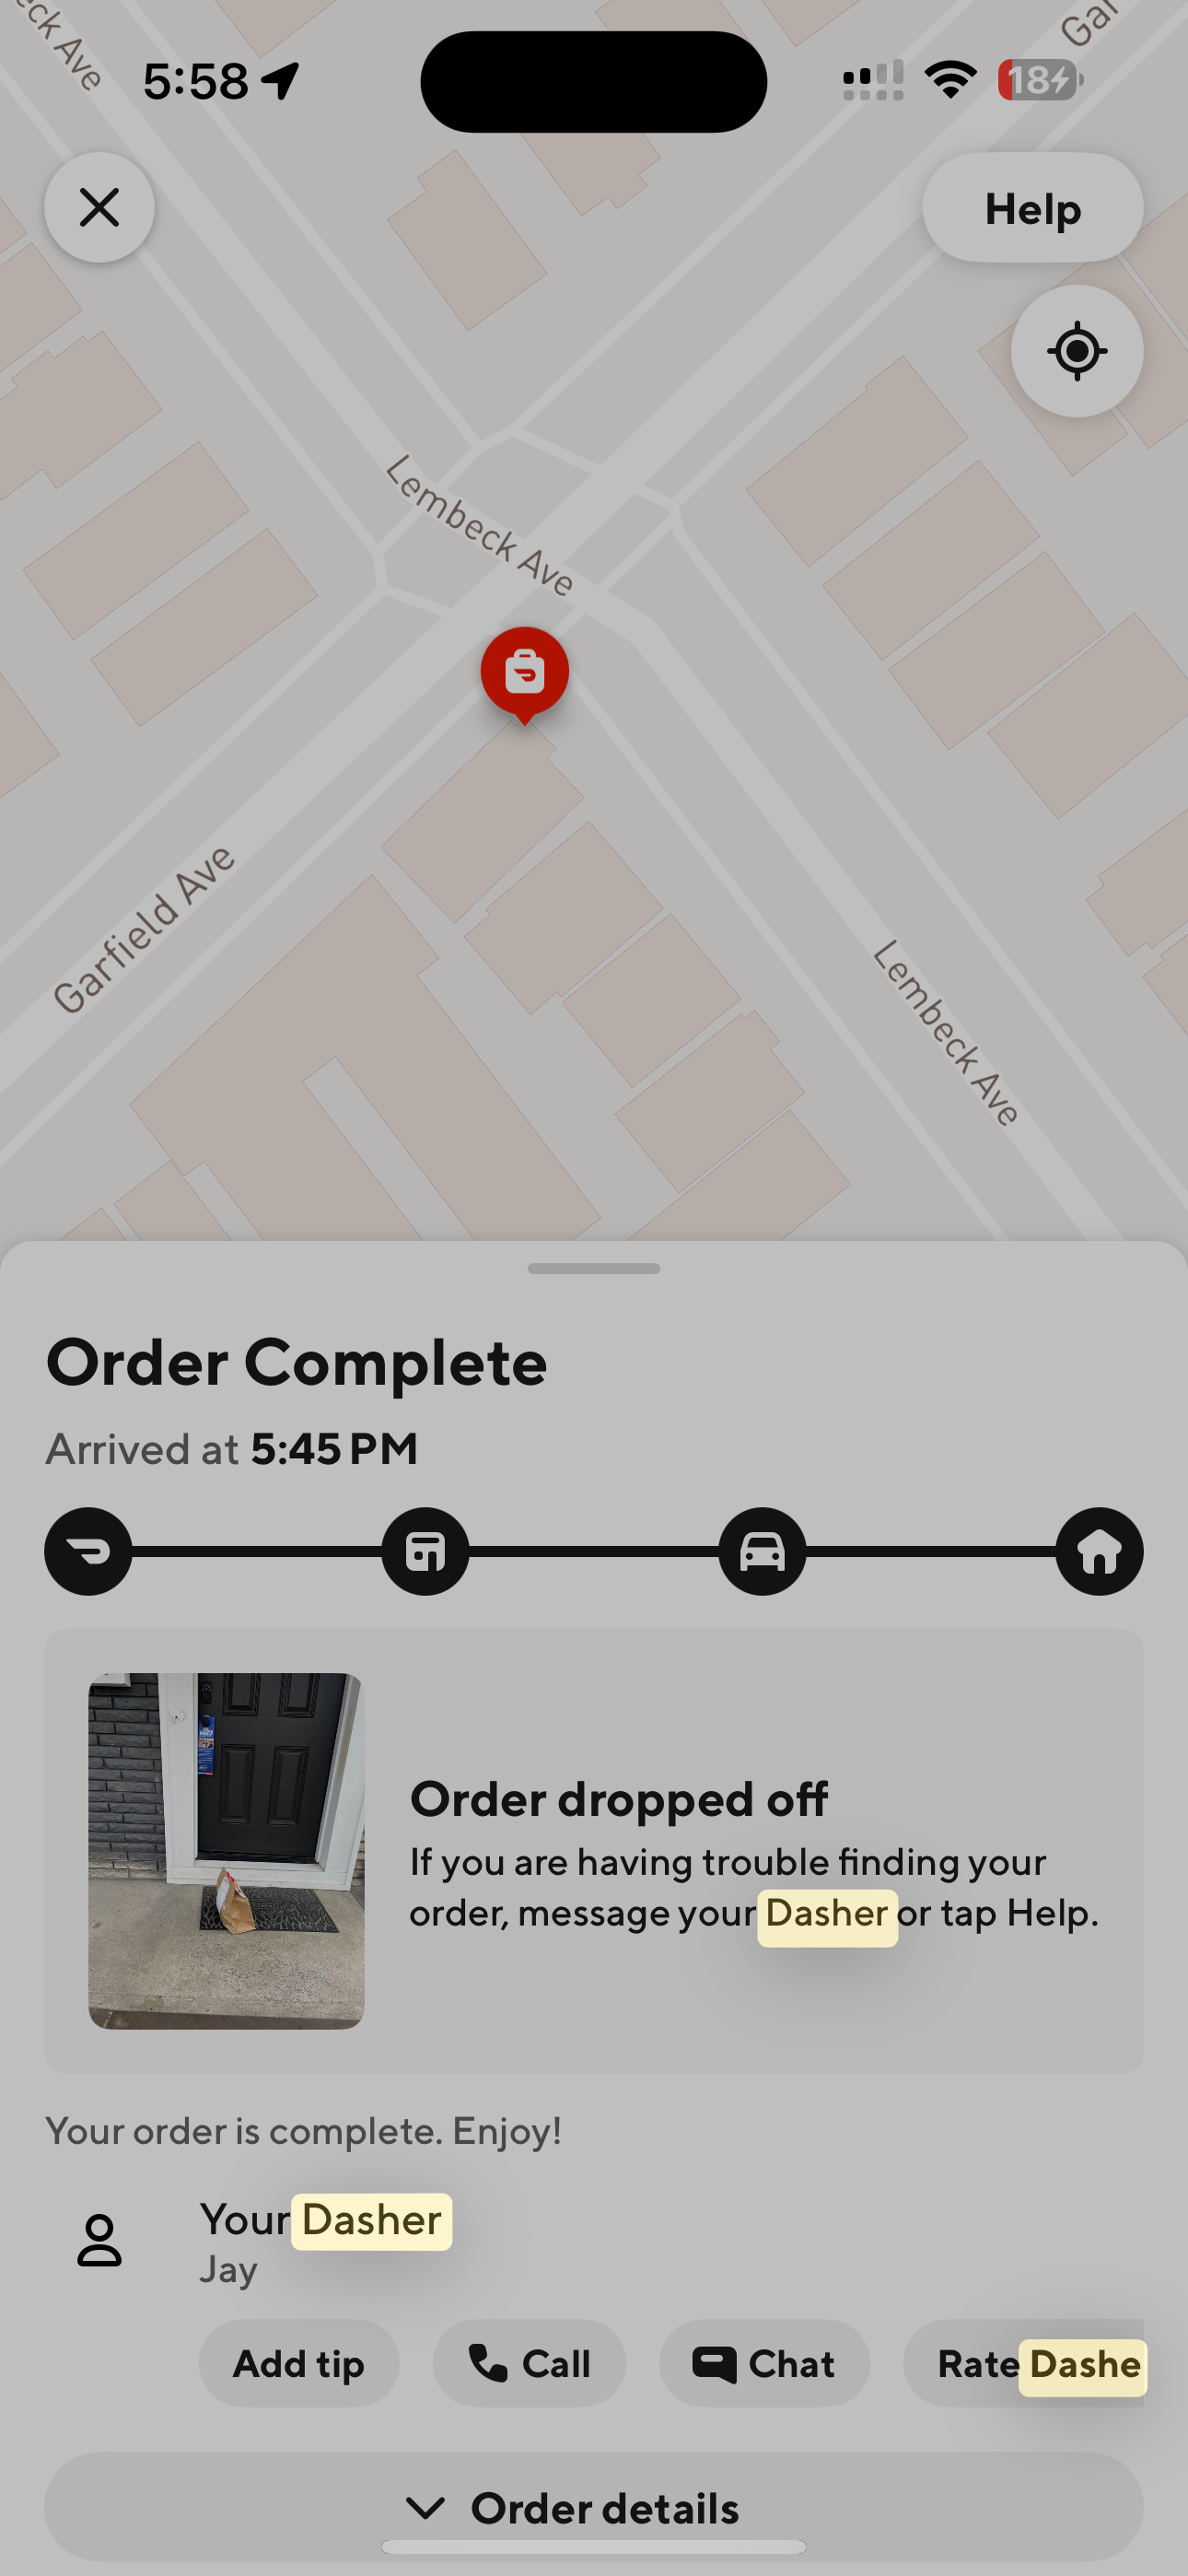 eck Ave
Gar
5:58
18
Help
Lembeck Ave
Garfield Ave
Lembeck Ave
Order Complete
Arrived at 5:45 PM
Order dropped off
If you are having trouble finding your
order, message your Dasher or tap Help.
Your order is complete. Enjoy!
Your Dasher
Jay
Add tip
Call
Chat
Rate Dashe
Order details